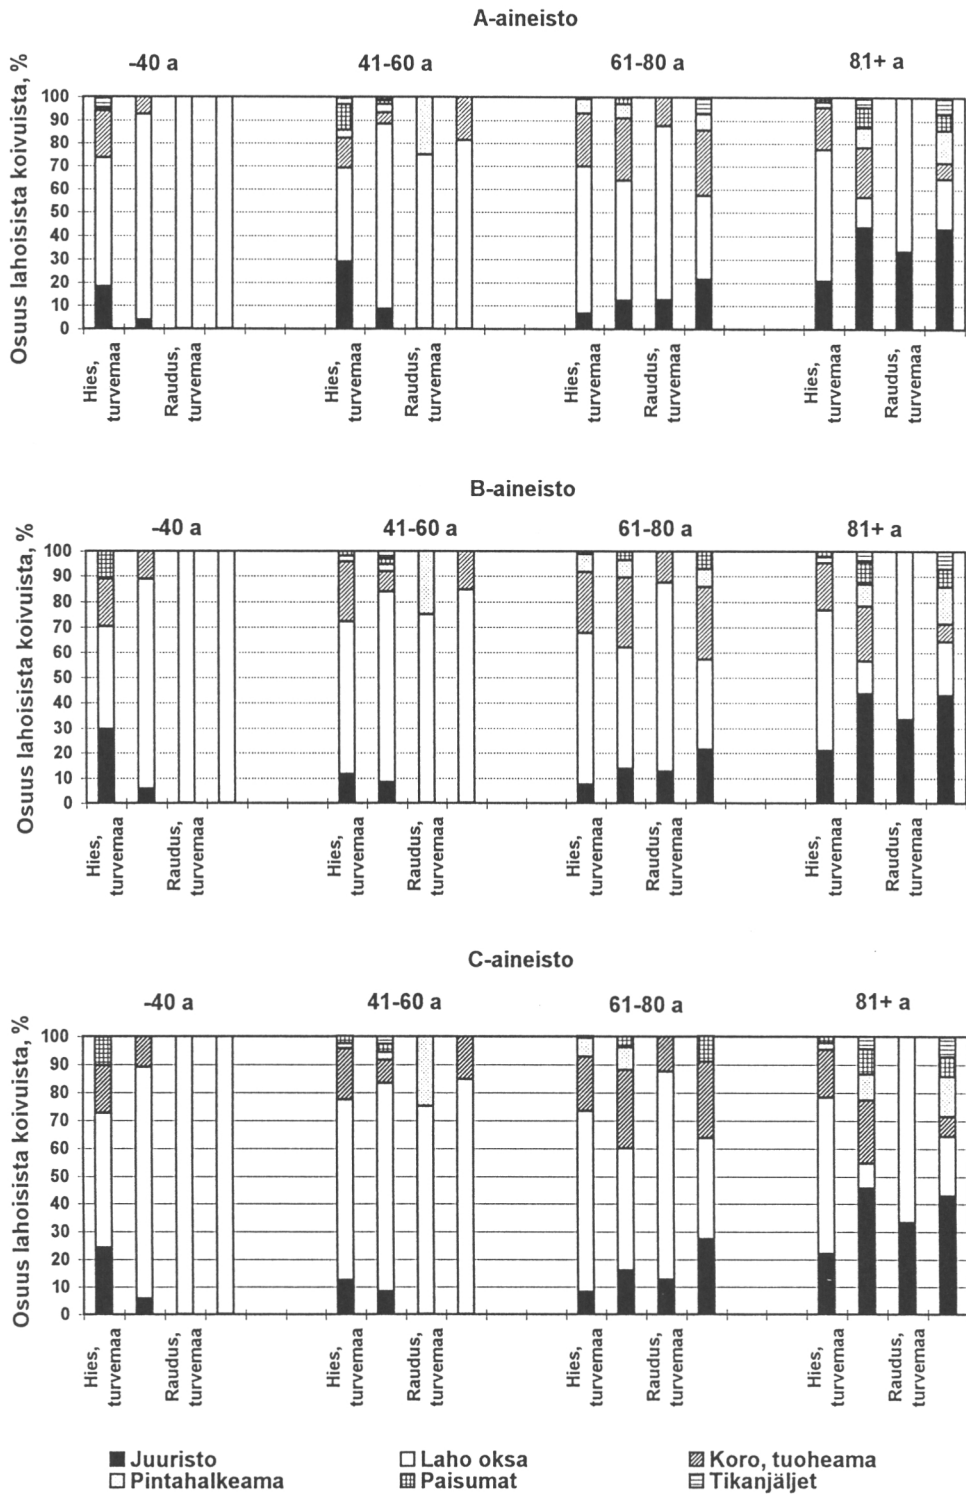 A-aineisto
-40 a 41-60 a 61-80 a 81+ a
Osuus lahoisista koivuista, %
100
90
80
70
60
50
40
30
20
10
0
Hies,
turvemaa
Raudus,
turvemaa
Hies,
turvemaa
Raudus,
turvemaa
Hies,
turvemaa
Raudus,
turvemaa
Hies,
turvemaa
Raudus,
turvemaa
B-aineisto
-40 a 41-60 a 61-80 a 81+ a
Osuus lahoisista koivuista, %
100
90
80
70
60
50
40
30
20
10
0
Hies,
turvemaa
Raudus,
turvemaa
Hies,
turvemaa
Raudus,
turvemaa
Hies,
turvemaa
Raudus,
turvemaa
Hies,
turvemaa
Raudus,
turvemaa
C-aineisto
-40 a 41-60 a 61-80 a 81+ a
Osuus lahoisista koivuista, %
100
90
80
70
60
50
40
30
20
10
0
Hies,
turvemaa
Raudus,
turvemaa
Hies,
turvemaa
Raudus,
turvemaa
Hies,
turvemaa
Raudus,
turvemaa
Hies,
turvemaa
Raudus,
turvemaa
Juuristo Laho oksa Koro, tuoheama
Pintahalkeama Paisumat Tikanjäljet